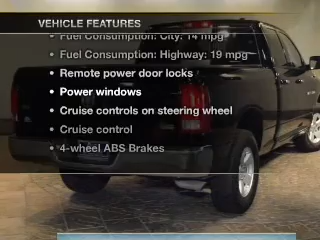 VEHICLE FEATURES
• Fuel Consumption: City: 14 mpg
• Fuel Consumption: Highway: 19 mpg
• Remote power door locks
• Power windows
• Cruise controls on steering wheel
• Cruise control
• 4-wheel ABS Brakes